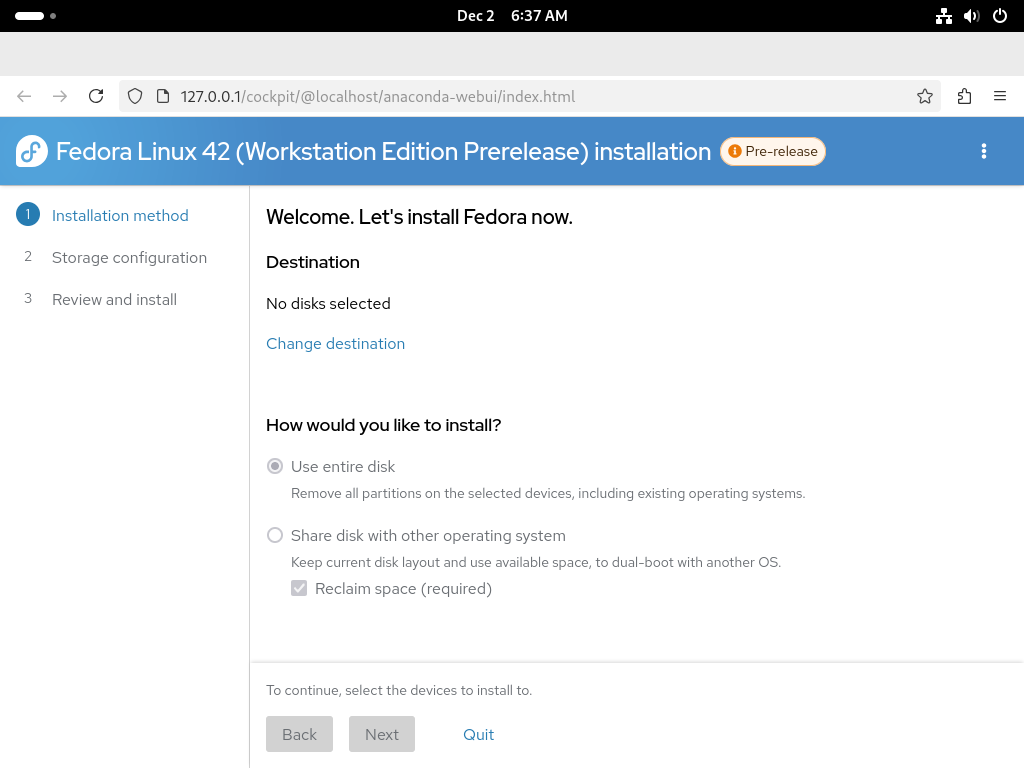 Dec 2 6:37 AM
127.0.0.1/cockpit/@localhost/anaconda-webui/index.html
Fedora Linux 42 (Workstation Edition Prerelease) installation
Pre-release
1 Installation method
2 Storage configuration
3 Review and install
Welcome. Let's install Fedora now.
Destination
No disks selected
Change destination
How would you like to install?
Use entire disk
Remove all partitions on the selected devices, including existing operating systems.
Share disk with other operating system
Keep current disk layout and use available space, to dual-boot with another OS.
Reclaim space (required)
To continue, select the devices to install to.
Back Next Quit